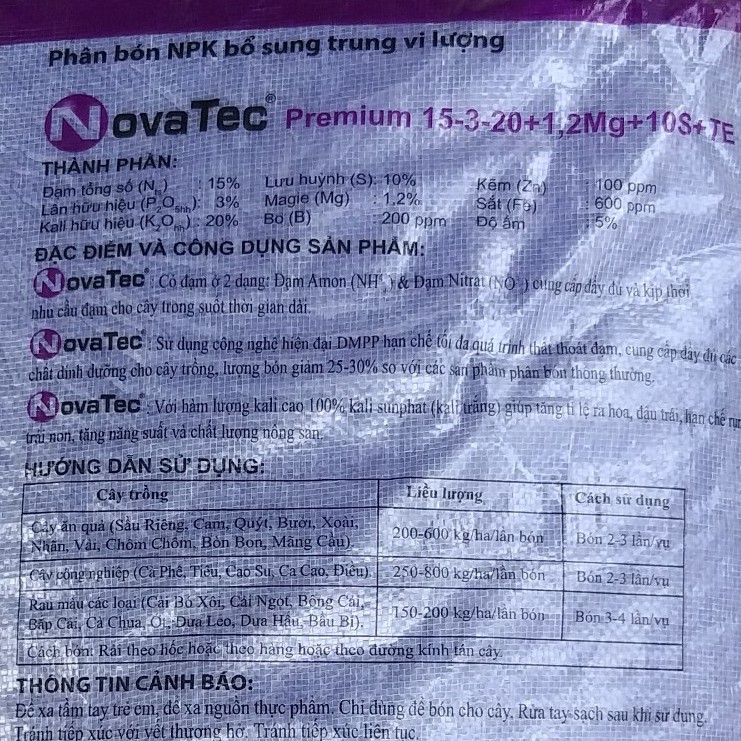 Phân bón NPK bổ sung trung vi lượng
NovaTec® Premium 15-3-20+1,2Mg+10S+TE
THÀNH PHẦN:
Đạm tổng số (Nts) : 15% Lưu huỳnh (S): 10% Kẽm (Zn) : 100 ppm
Lân hữu hiệu (P2O5hh): 3% Magie (Mg) : 1,2% Sắt (Fe) : 600 ppm
Kali hữu hiệu (K2Ohh) : 20% Bo (B) : 200 ppm Độ ẩm : 5%
ĐẶC ĐIỂM VÀ CÔNG DỤNG SẢN PHẨM:
NovaTec® : Có đạm ở 2 dạng: Đạm Amon (NH+4) & Đạm Nitrat (NO-3) cung cấp đầy đủ và kịp thời
nhu cầu đạm cho cây trong suốt thời gian dài.
NovaTec® : Sử dụng công nghệ hiện đại DMPP hạn chế tối đa quá trình thất thoát đạm, cung cấp đầy đủ các
chất dinh dưỡng cho cây trồng, lượng bón giảm 25-30% so với các sản phẩm phân bón thông thường.
NovaTec® : Với hàm lượng kali cao 100% kali sunphat (kali trắng) giúp tăng tỉ lệ ra hoa, đậu trái, hạn chế
trái non, tăng năng suất và chất lượng nông sản.
HƯỚNG DẪN SỬ DỤNG:
Cây trồng Liều lượng Cách sử dụng
Cây ăn quả (Sầu Riêng, Cam, Quýt, Bưởi, Xoài,
Nhãn, Vải, Chôm Chôm, Bòn Bon, Mãng Cầu) 200-600 kg/ha/lần bón Bón 2-3 lần/vụ
Cây công nghiệp (Cà Phê, Tiêu, Cao Su, Ca Cao, Điều) 250-800 kg/ha/lần bón Bón 2-3 lần/vụ
Rau màu các loại (Cải Bó Xôi, Cải Ngọt, Bông Cải,
Bắp Cải, Cà Chua, Ớt, Dưa Leo, Dưa Hấu, Bầu Bí). 150-200 kg/ha/lần bón Bón 3-4 lần/vụ
Cách bón: Rải theo hốc hoặc theo hàng hoặc theo đường kính tán cây.
THÔNG TIN CẢNH BÁO:
Để xa tầm tay trẻ em, để xa nguồn thực phẩm. Chỉ dùng để bón cho cây. Rửa tay sạch sau khi sử dụng.
Tránh tiếp xúc với vết thương hở. Tránh tiếp xúc liên tục.